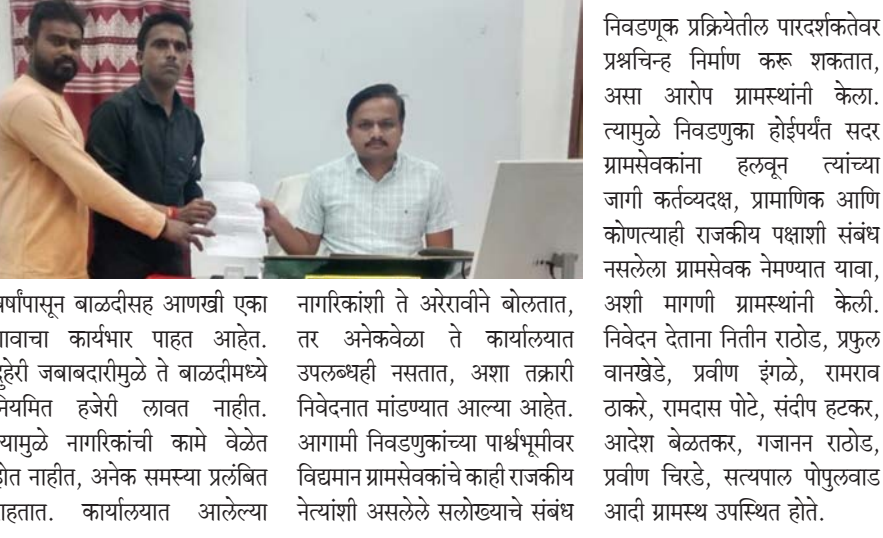 वर्षांपासून बाळदीसह आणखी एका
गावाचा कार्यभार पाहत आहेत.
दुहेरी जबाबदारीमुळे ते बाळदीमध्ये
नियमित हजेरी लावत नाहीत.
त्यामुळे नागरिकांची कामे वेळेत
होत नाहीत, अनेक समस्या प्रलंबित
राहतात. कार्यालयात आलेल्या
नागरिकांशी ते अरेरावीने बोलतात,
तर अनेकवेळा ते कार्यालयात
उपलब्धही नसतात, अशा तक्रारी
निवेदनात मांडण्यात आल्या आहेत.
आगामी निवडणुकांच्या पार्श्वभूमीवर
विद्यमान ग्रामसेवकांचे काही राजकीय
नेत्यांशी असलेले सलोख्याचे संबंध
निवडणूक प्रक्रियेतील पारदर्शकतेवर
प्रश्नचिन्ह निर्माण करू शकतात,
असा आरोप ग्रामस्थांनी केला.
त्यामुळे निवडणुका होईपर्यंत सदर
ग्रामसेवकांना हलवून त्यांच्या
जागी कर्तव्यदक्ष, प्रामाणिक आणि
कोणत्याही राजकीय पक्षाशी संबंध
नसलेला ग्रामसेवक नेमण्यात यावा,
अशी मागणी ग्रामस्थांनी केली.
निवेदन देताना नितीन राठोड, प्रफुल
वानखेडे, प्रवीण इंगळे, रामराव
ठाकरे, रामदास पोटे, संदीप हटकर,
आदेश बेळतकर, गजानन राठोड,
प्रवीण चिरडे, सत्यपाल पोपुलवाड
आदी ग्रामस्थ उपस्थित होते.